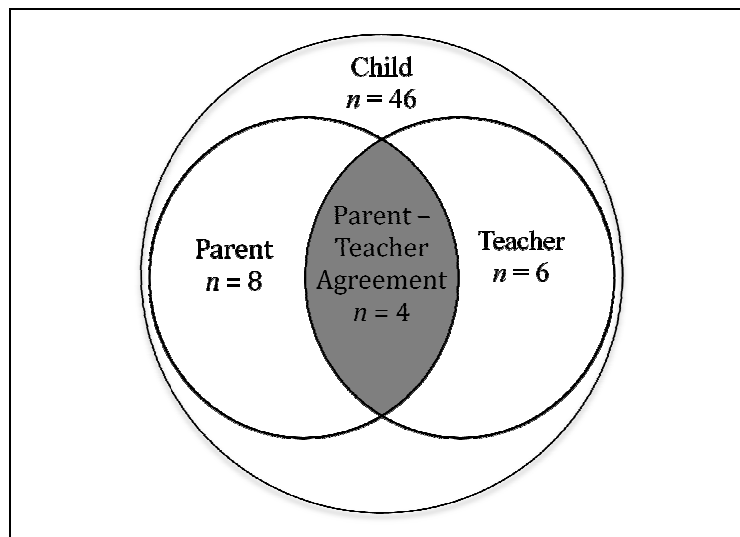 Child
n = 46
Parent
n = 8
Parent –
Teacher
Agreement
n = 4
Teacher
n = 6